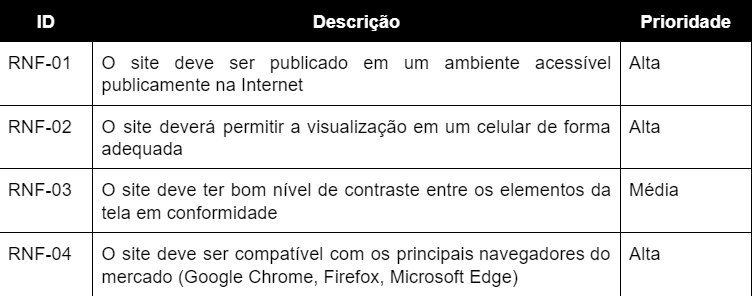 ID Descrição Prioridade
RNF-01 O site deve ser publicado em um ambiente acessível Alta
publicamente na Internet
RNF-02 O site deverá permitir a visualização em um celular de forma Alta
adequada
RNF-03 O site deve ter bom nível de contraste entre os elementos da Média
tela em conformidade
RNF-04 O site deve ser compatível com os principais navegadores do Alta
mercado (Google Chrome, Firefox, Microsoft Edge)